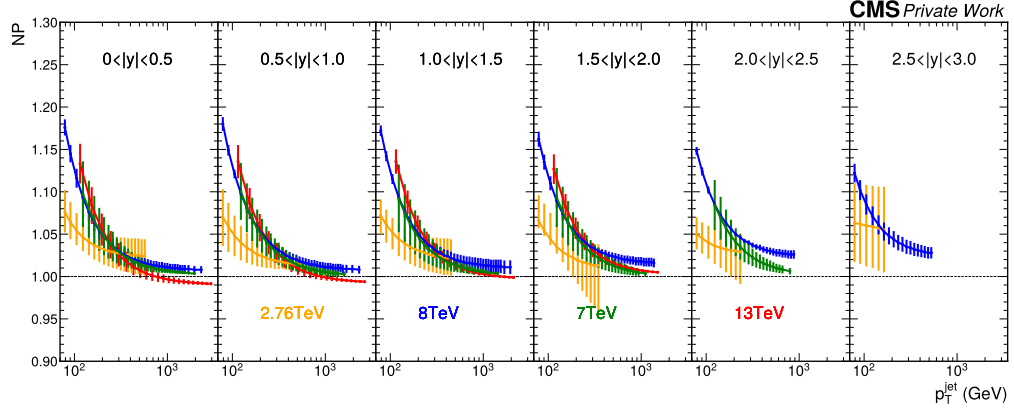 CMS Private Work
NP
1.30
1.25
1.20
1.15
1.10
1.05
1.00
0.95
0.90
0<|y|<0.5
0.5<|y|<1.0
1.0<|y|<1.5
1.5<|y|<2.0
2.0<|y|<2.5
2.5<|y|<3.0
2.76TeV
8TeV
7TeV
13TeV
10² 10³ 10² 10³ 10² 10³ 10² 10³ 10² 10³ 10² 10³
p_T^jet (GeV)